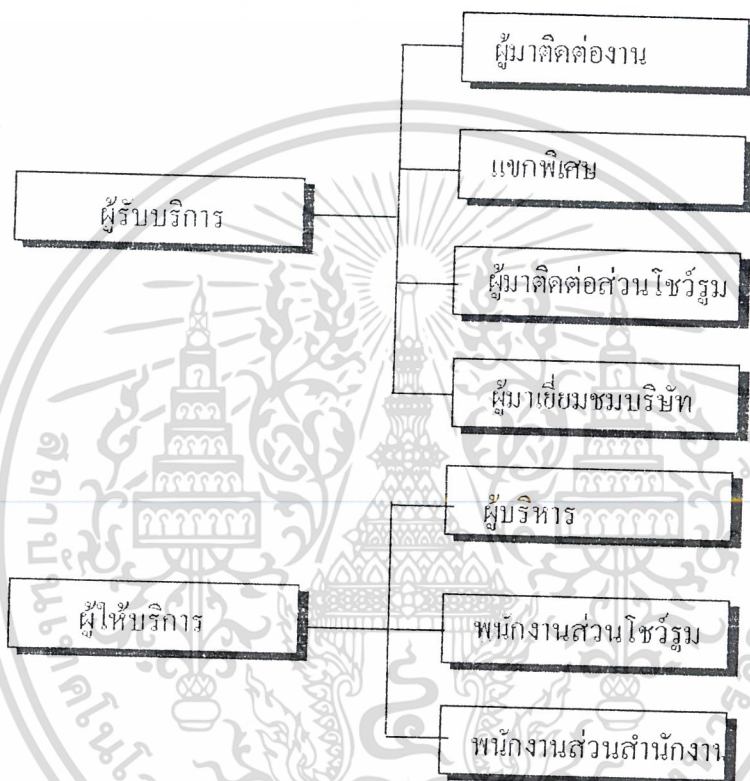 ผู้มาติดต่องาน
แขกพิเศษ
ผู้รับบริการ
ผู้มาติดต่อส่วนโชว์รูม
ผู้มาเยี่ยมชมบริษัท
ผู้บริหาร
ผู้ให้บริการ
พนักงานส่วนโชว์รูม
พนักงานส่วนสำนักงาน